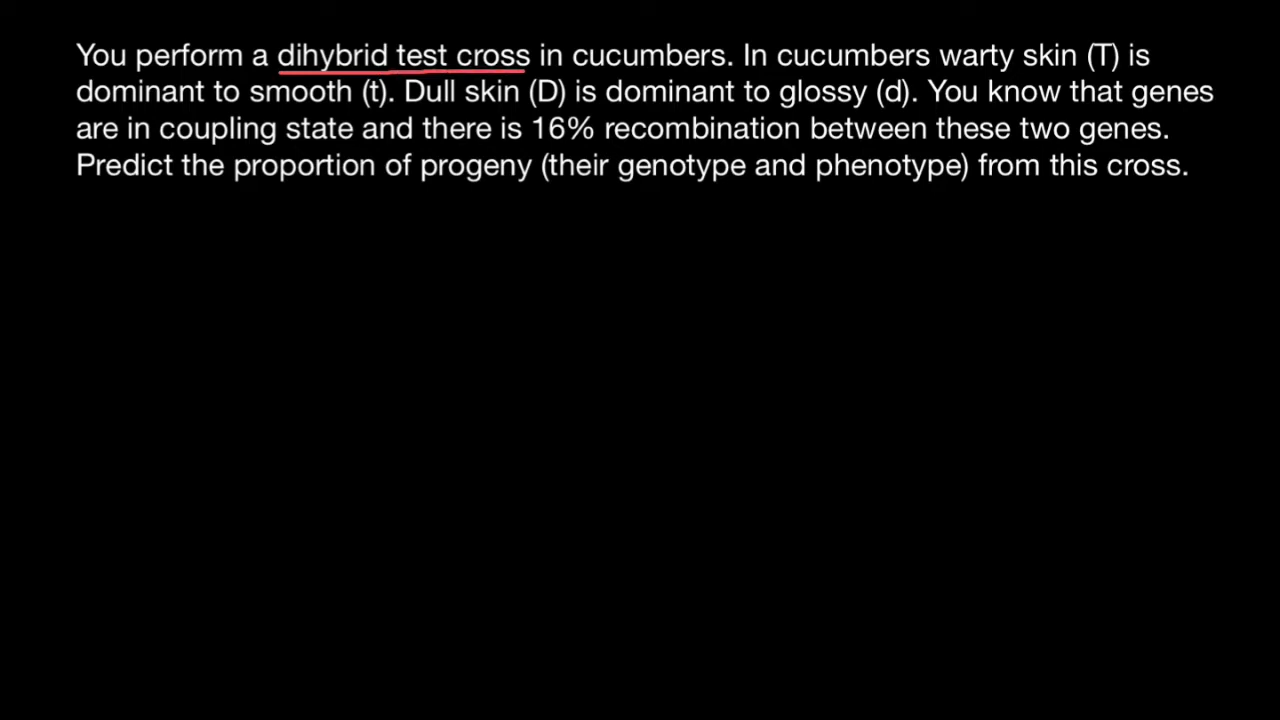 You perform a dihybrid test cross in cucumbers. In cucumbers warty skin (T) is
dominant to smooth (t). Dull skin (D) is dominant to glossy (d). You know that genes
are in coupling state and there is 16% recombination between these two genes.
Predict the proportion of progeny (their genotype and phenotype) from this cross.